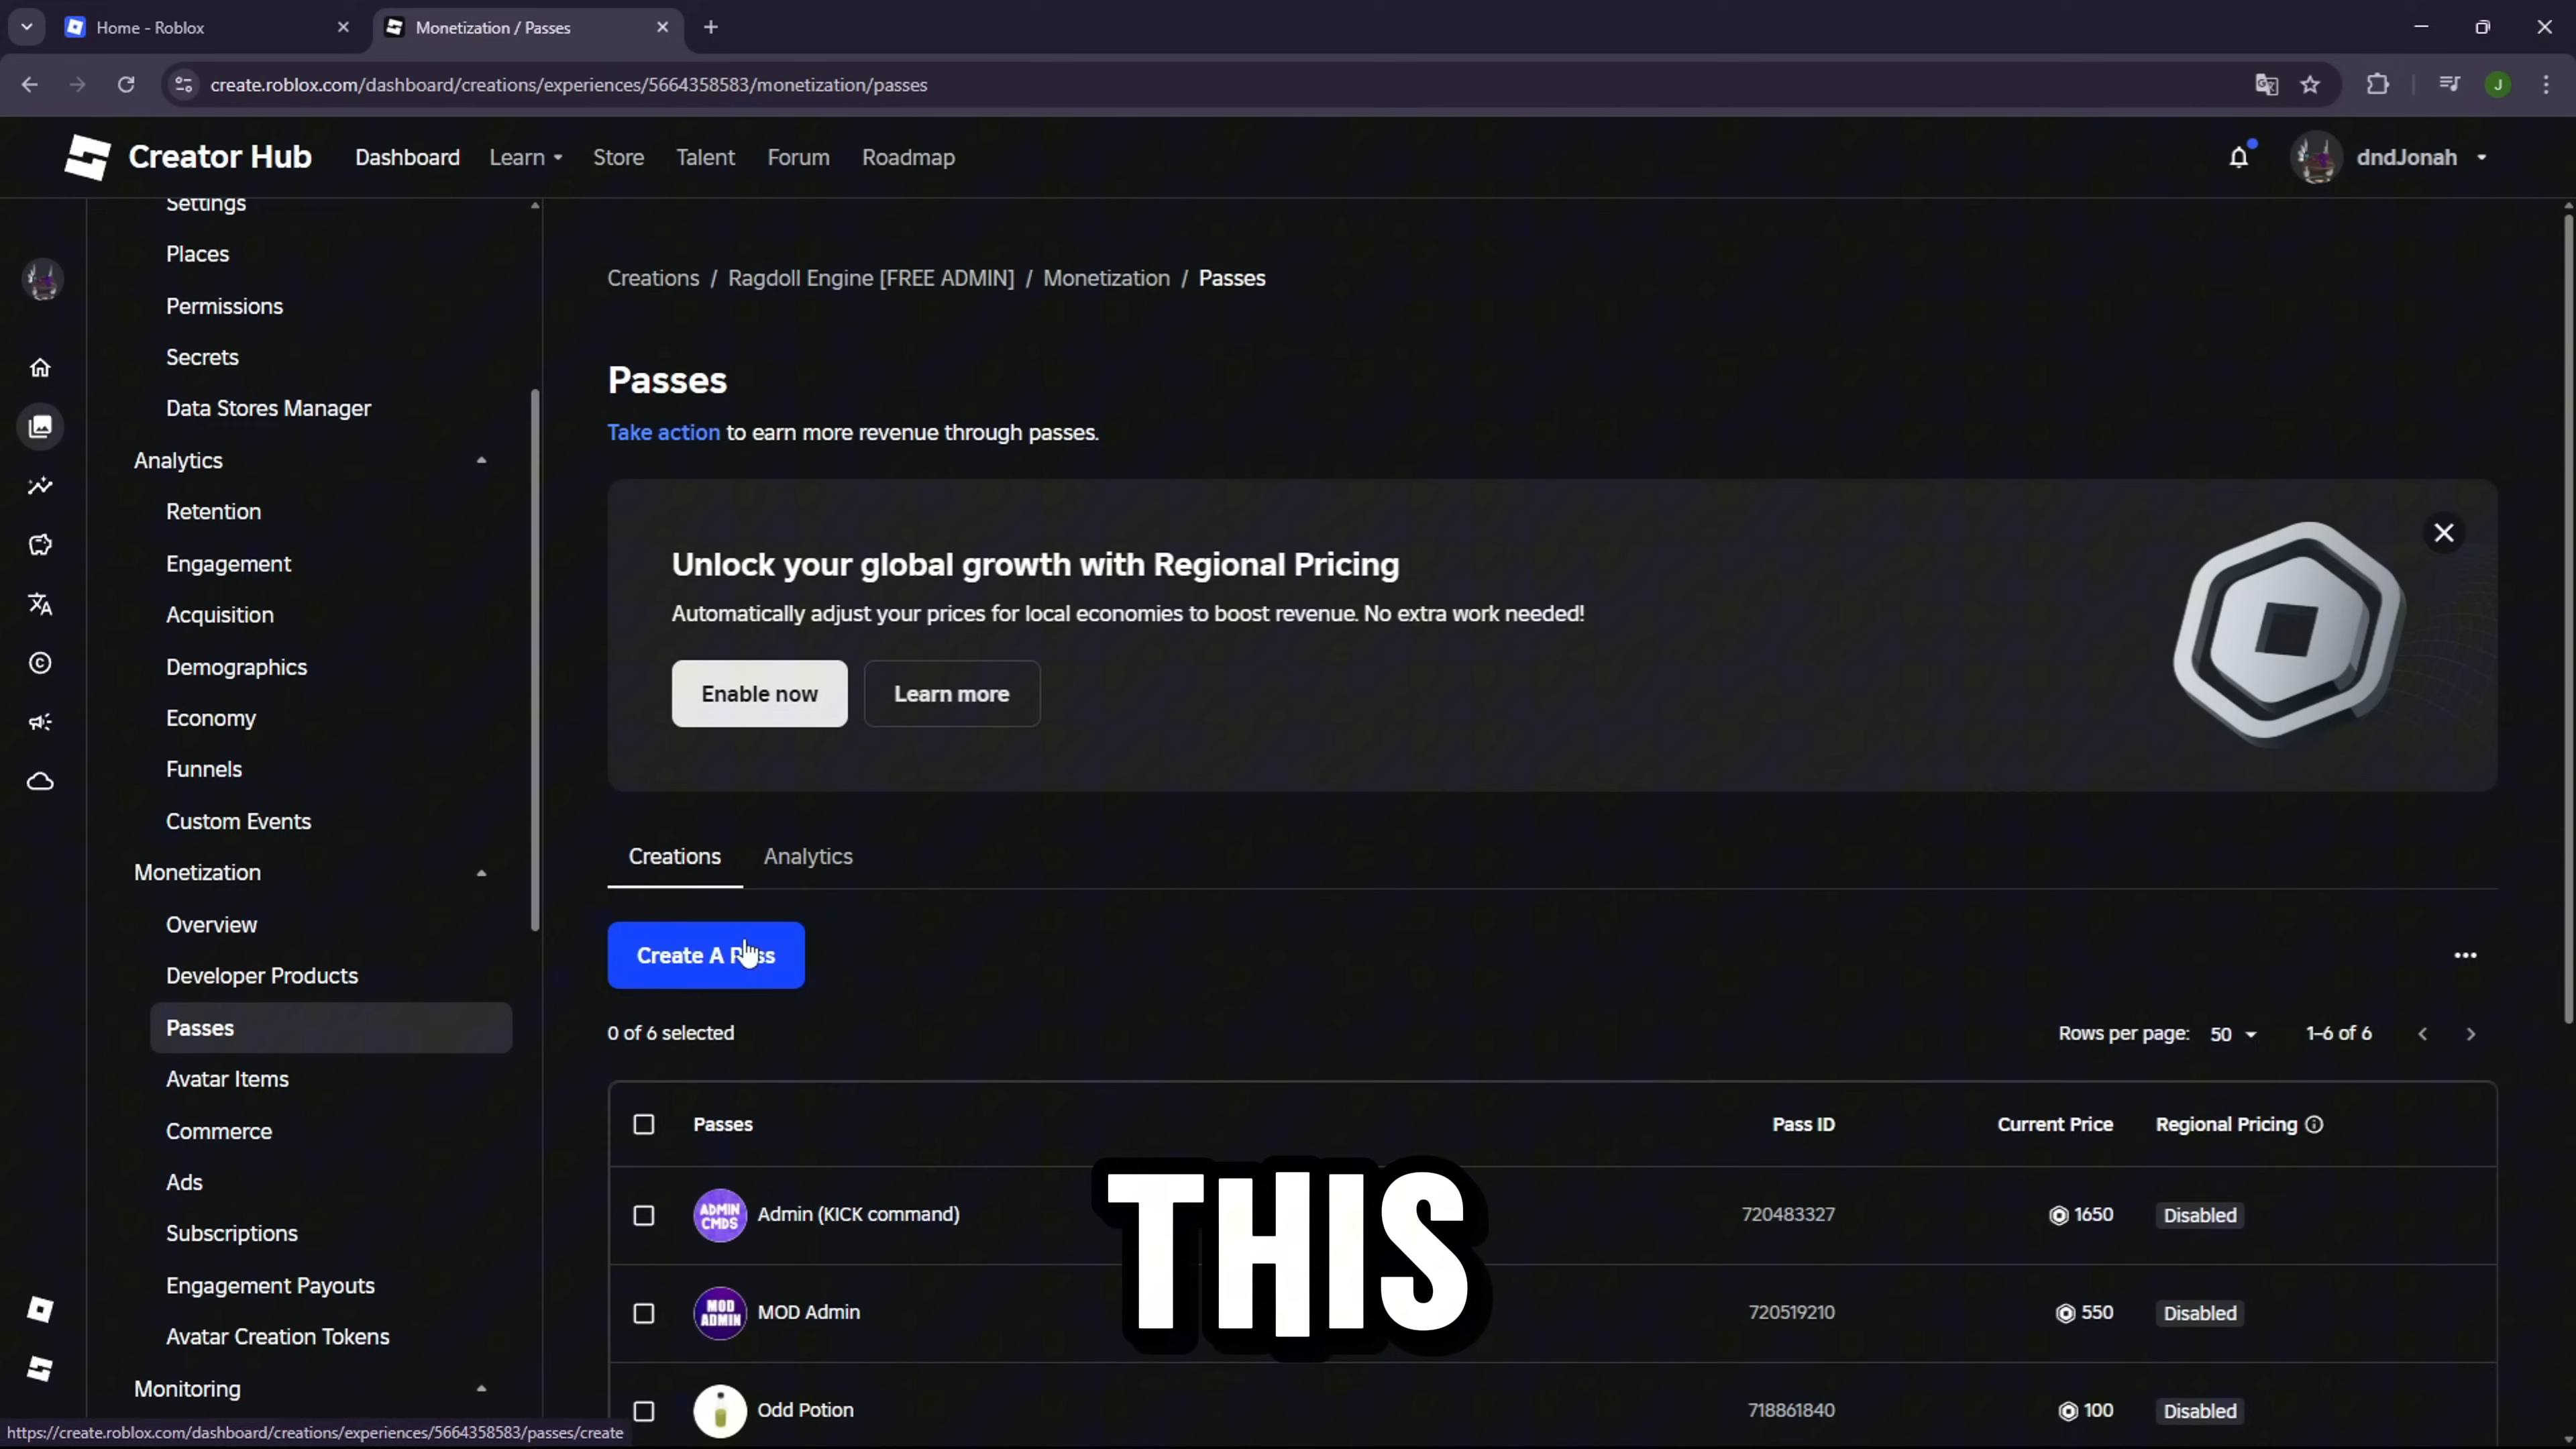 Home - Roblox
Monetization / Passes
create.roblox.com/dashboard/creations/experiences/5664358583/monetization/passes
J
Creator Hub
Dashboard
Learn
Store
Talent
Forum
Roadmap
dndJonah
Settings
Places
Permissions
Secrets
Data Stores Manager
Analytics
Retention
Engagement
Acquisition
Demographics
Economy
Funnels
Custom Events
Monetization
Overview
Developer Products
Passes
Avatar Items
Commerce
Ads
Subscriptions
Engagement Payouts
Avatar Creation Tokens
Monitoring
https://create.roblox.com/dashboard/creations/experiences/5664358583/passes/create
Creations / Ragdoll Engine [FREE ADMIN] / Monetization / Passes
Passes
Take action to earn more revenue through passes.
Unlock your global growth with Regional Pricing
Automatically adjust your prices for local economies to boost revenue. No extra work needed!
Enable now
Learn more
Creations
Analytics
Create A Pass
0 of 6 selected
Rows per page: 50
1–6 of 6
Passes
Pass ID
Current Price
Regional Pricing
ADMIN CMDS
Admin (KICK command)
720483327
1650
Disabled
MOD ADMIN
MOD Admin
720519210
550
Disabled
Odd Potion
718861840
100
Disabled
THIS